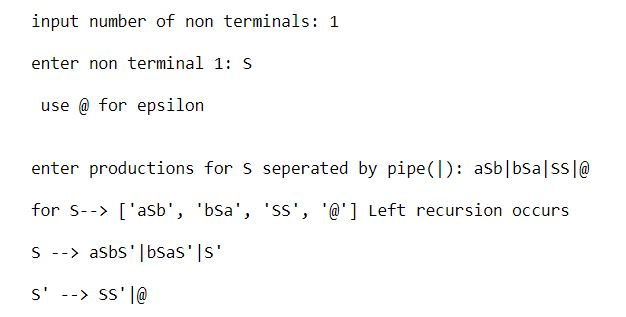 input number of non terminals: 1
enter non terminal 1: S
use @ for epsilon
enter productions for S seperated by pipe(|): aSb|bSa|SS|@
for S--> ['aSb', 'bSa', 'SS', '@'] Left recursion occurs
S --> aSbS'|bSaS'|S'
S' --> SS'|@